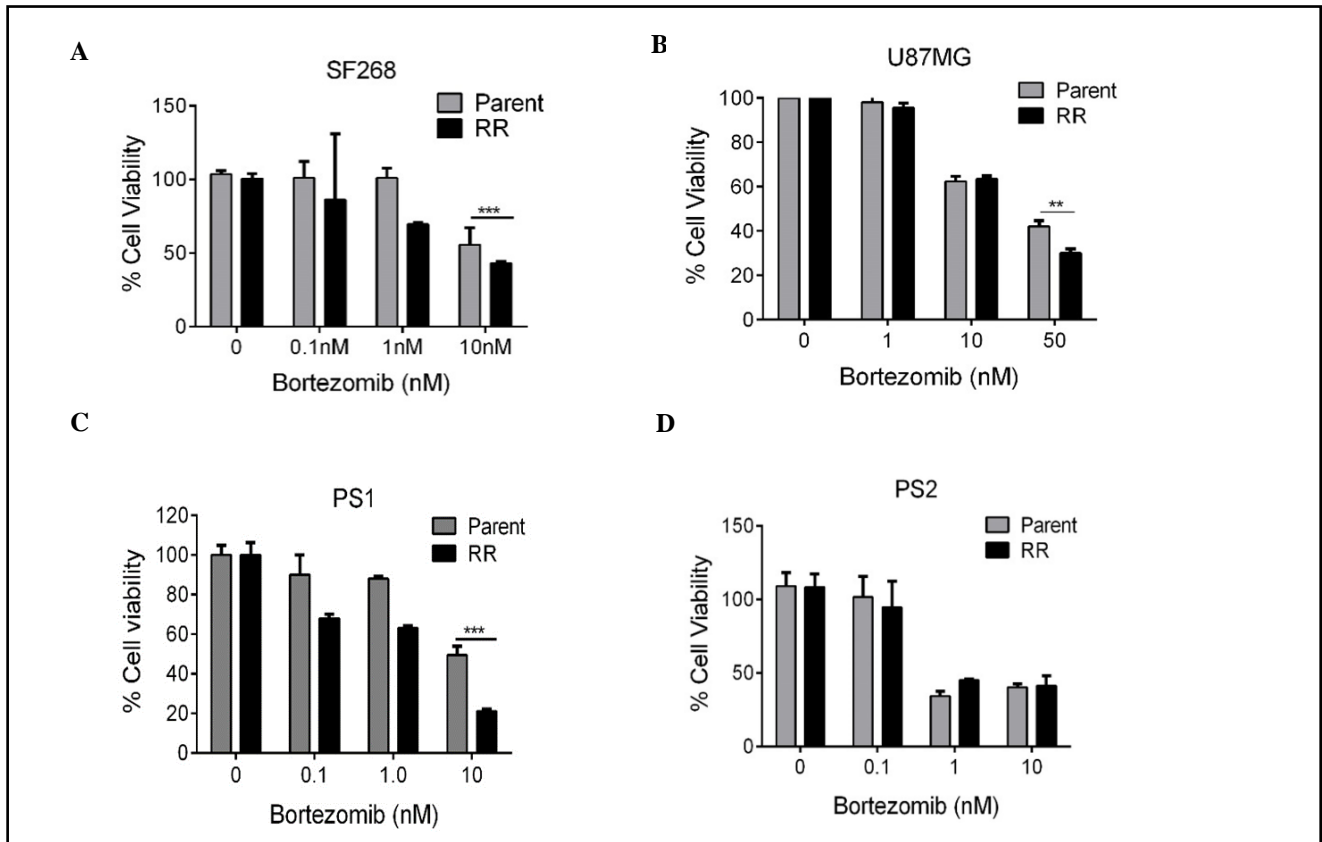 A
SF268
150
100
50
0
% Cell Viability
Parent
RR
***
0 0.1nM 1nM 10nM
Bortezomib (nM)
B
U87MG
100
80
60
40
20
0
% Cell Viability
Parent
RR
**
0 1 10 50
Bortezomib (nM)
C
PS1
120
100
80
60
40
20
0
% Cell viability
Parent
RR
***
0 0.1 1.0 10
Bortezomib (nM)
D
PS2
150
100
50
0
% Cell Viability
Parent
RR
0 0.1 1 10
Bortezomib (nM)